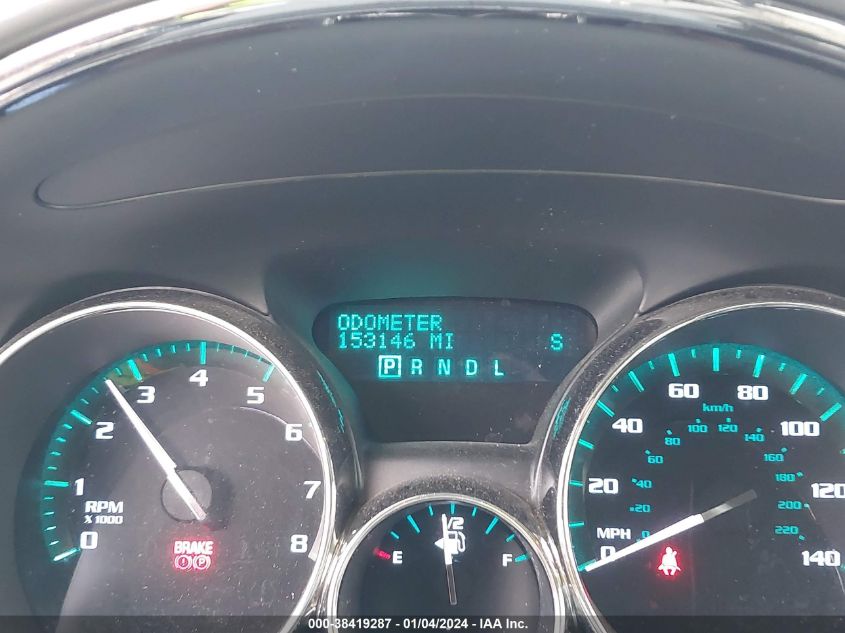 ODOMETER
153146 MI S
P R N D L
0 1 2 3 4 5 6 7 8
RPM
X 1000
BRAKE
P
E 1/2 F
0 20 40 60 80 100 120 140
MPH
km/h
0 20 40 60 80 100 120 140 160 180 200 220
000-38419287 - 01/04/2024 - IAA Inc.